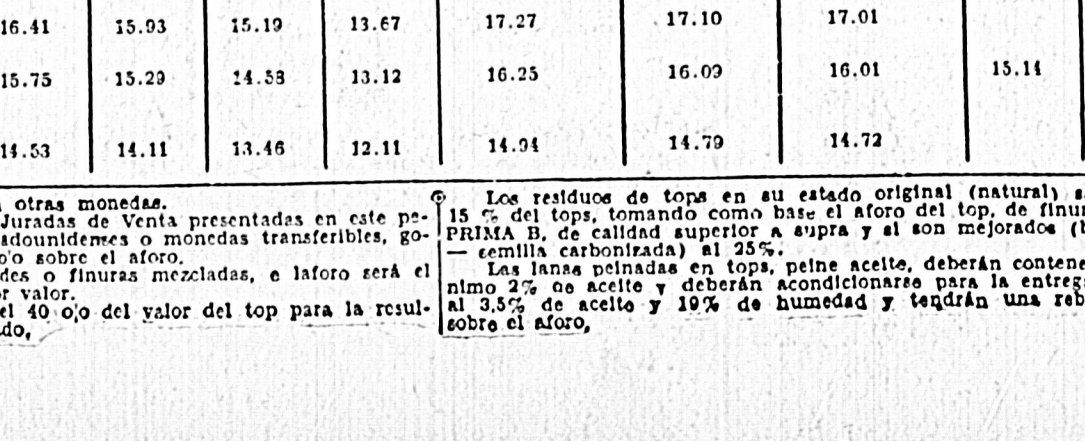 16.41 15.93 15.19 13.67 17.27 17.10 17.01
15.75 15.29 14.58 13.12 16.25 16.09 16.01 15.14
14.53 14.11 13.46 12.11 14.94 14.79 14.72
otras monedas.
Juradas de Venta presentadas en este pe-
adounidenses o monedas transferibles, go-
o'o sobre el aforo.
des o finuras mezcladas, e laforo será el
r valor.
el 40 o|o del valor del top para la resul-
do,
Los residuos de tops en su estado original (natural)
15 % del tops, tomando como base el aforo del top, de finu
PRIMA B, de calidad superior a supra y si son mejorados (
— semilla carbonizada) al 25%.
Las lanas peinadas en tops, peine aceite, deberán contene
nimo 2% de aceite y deberán acondicionarse para la entreg
al 3,5% de aceite y 19% de humedad y tendrán una reb
sobre el aforo,